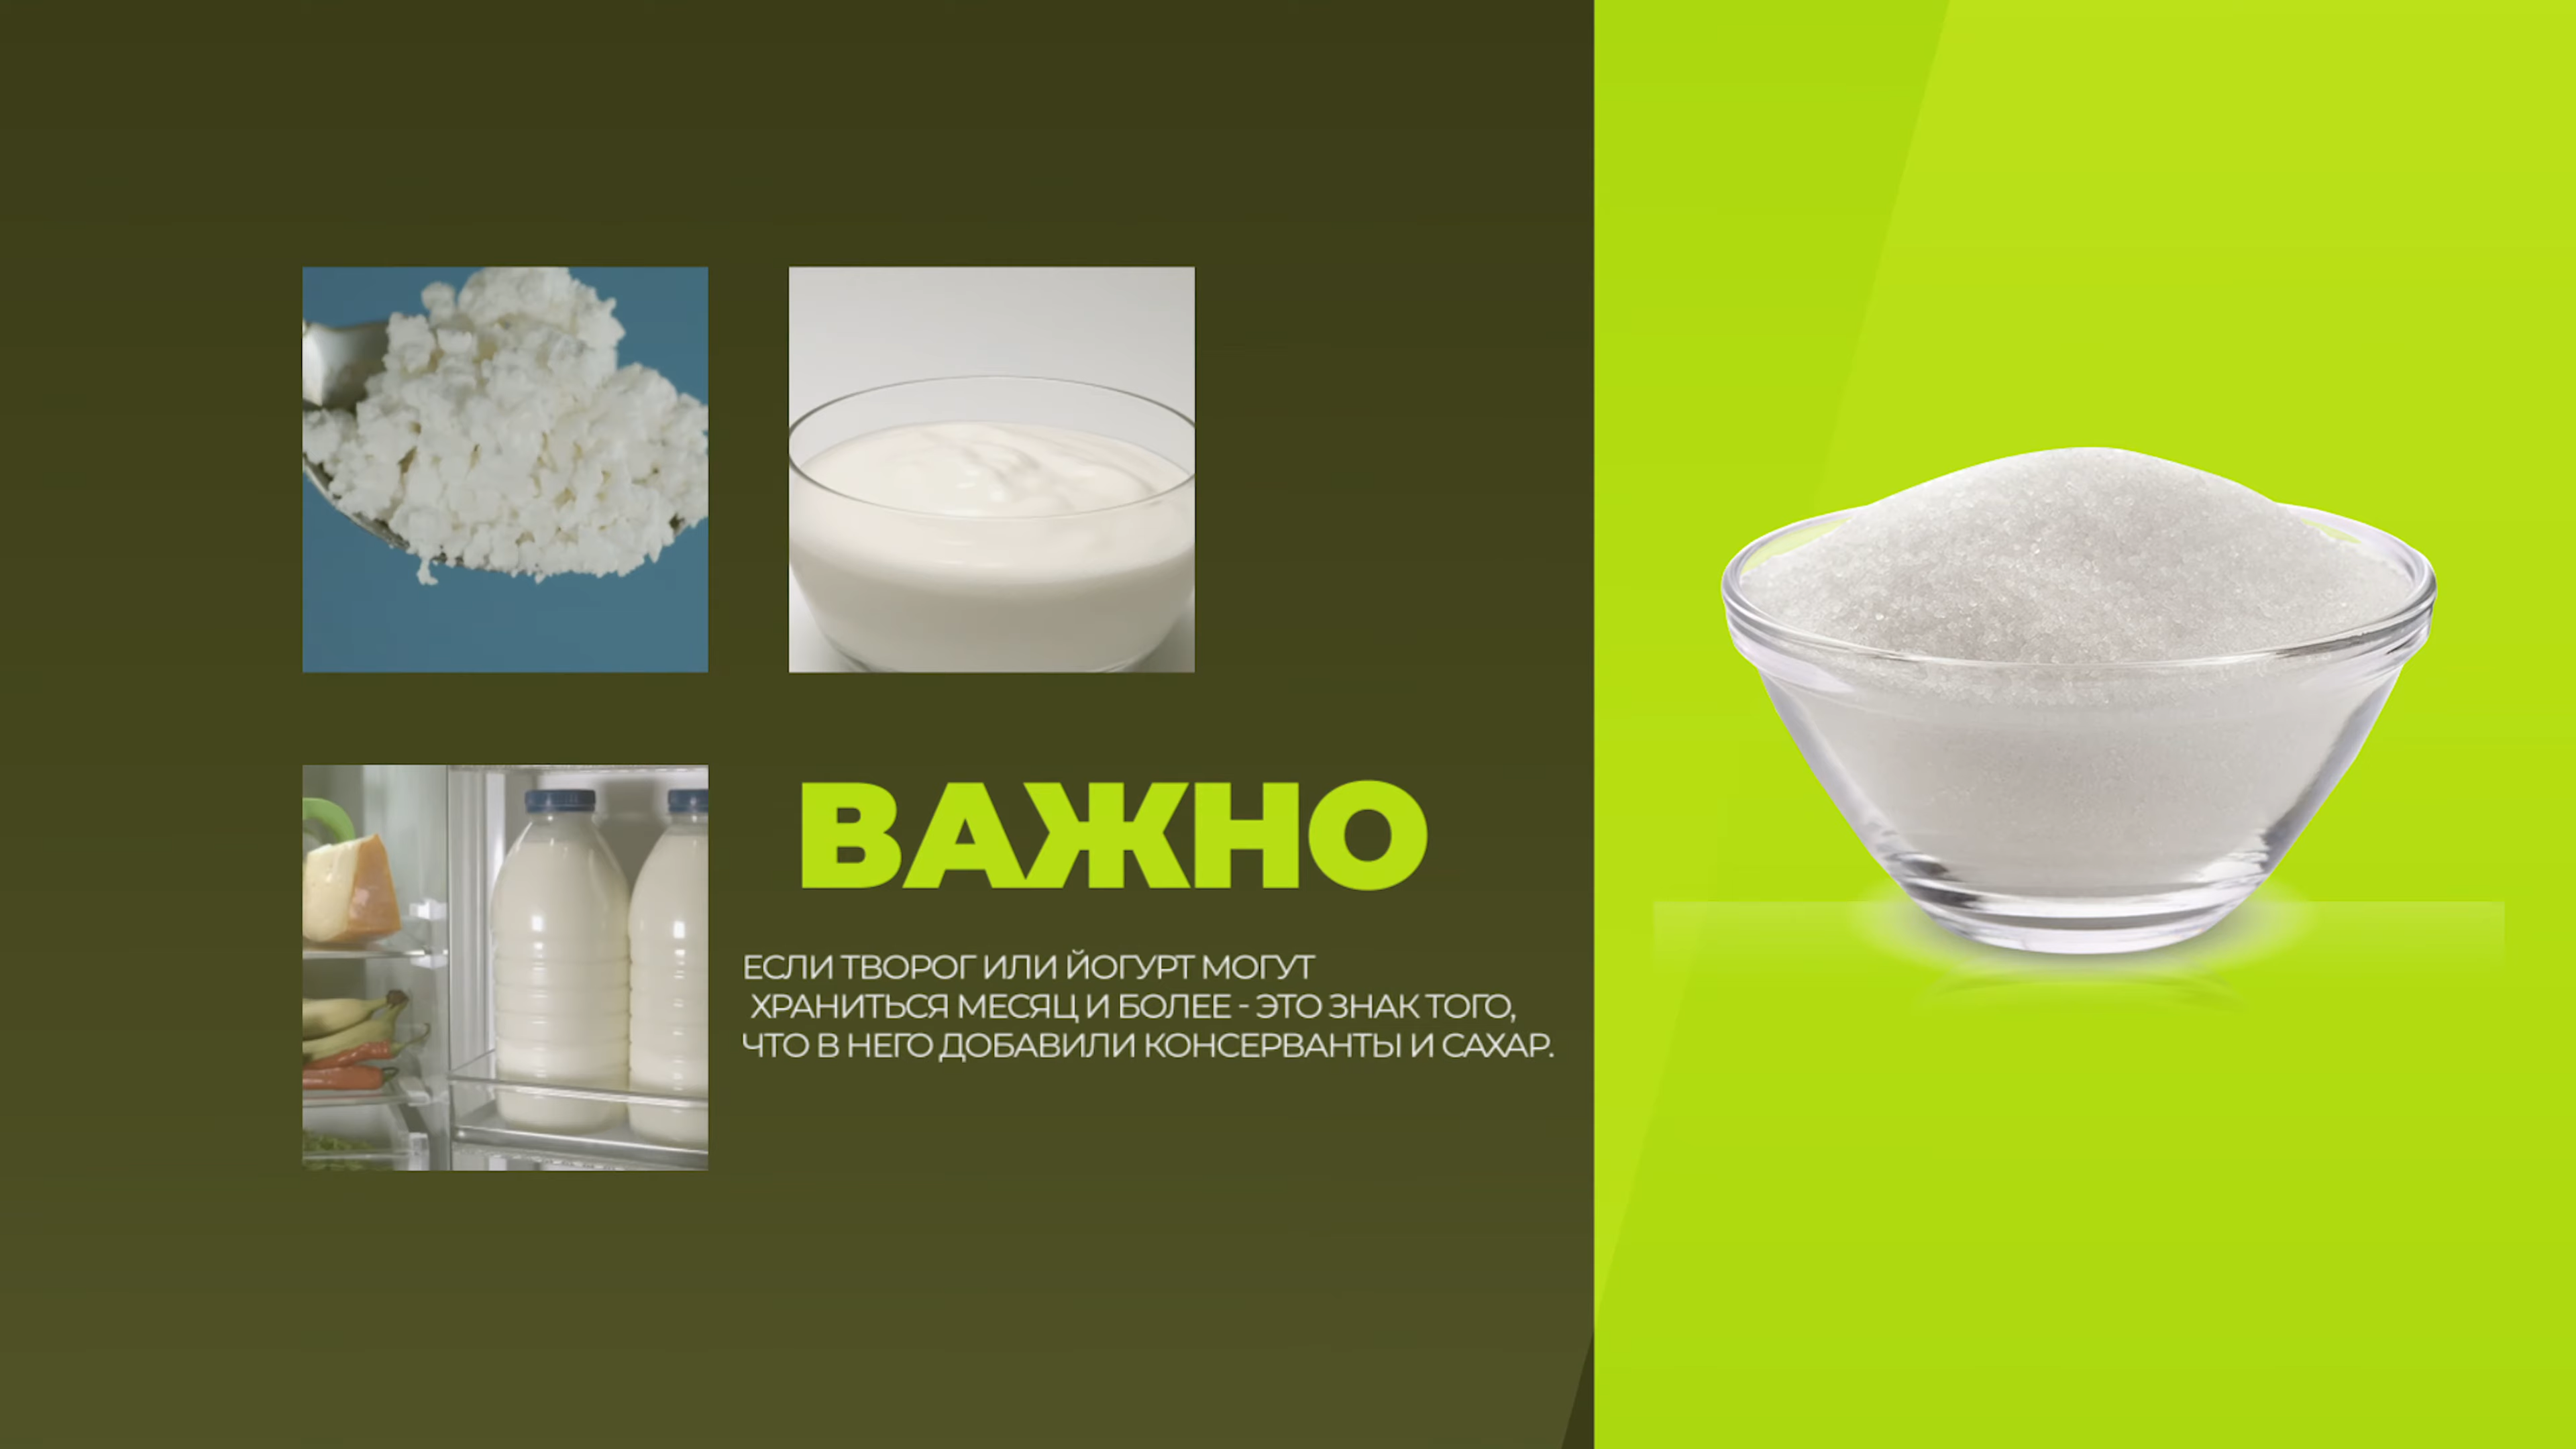 ВАЖНО
ЕСЛИ ТВОРОГ ИЛИ ЙОГУРТ МОГУТ
ХРАНИТЬСЯ МЕСЯЦ И БОЛЕЕ - ЭТО ЗНАК ТОГО,
ЧТО В НЕГО ДОБАВИЛИ КОНСЕРВАНТЫ И САХАР.